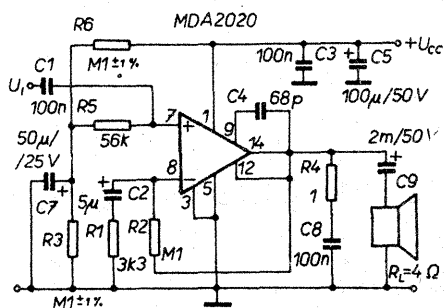 R6
MDA2020
M1±1%
+Ucc
C1
U1
100n
R5
56k
7
1
9
C4
68p
14
12
8
3
5
100n
C3
C5
100µ/50V
2m/50V
C9
R4
1
C8
100n
RL=4Ω
50µ/
/25V
C7
5µ
C2
R3
R1
3k3
R2
M1
M1±1%
+
+
+
+
+
-